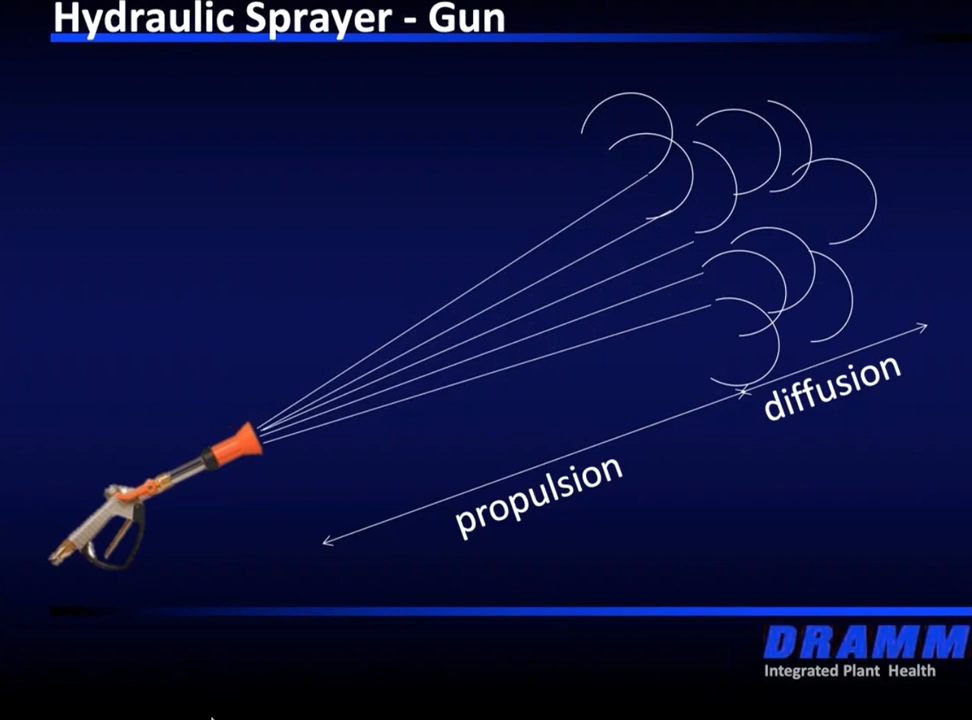 Hydraulic Sprayer - Gun
diffusion
propulsion
DRAMM
Integrated Plant Health